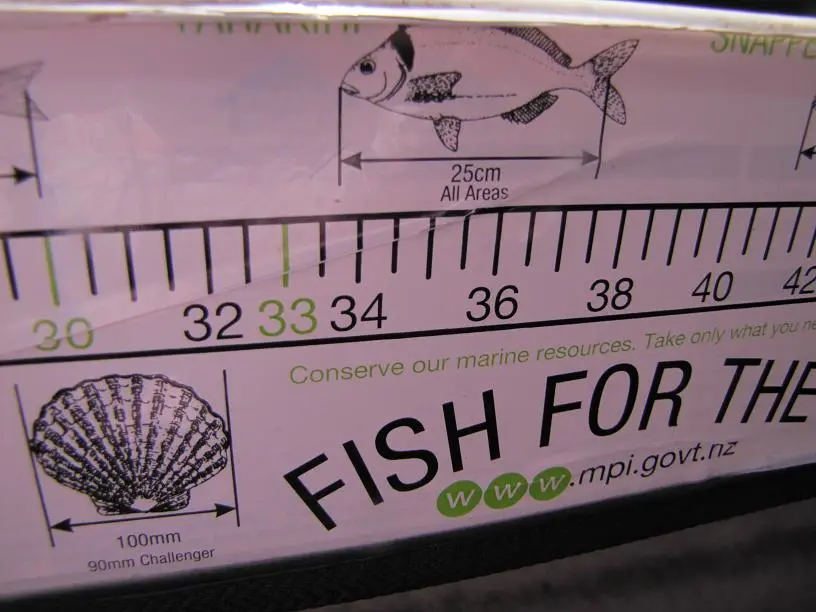 25cm
All Areas
30 32 33 34 36 38 40 42
Conserve our marine resources. Take only what you
FISH FOR THE
www.mpi.govt.nz
100mm
90mm Challenger